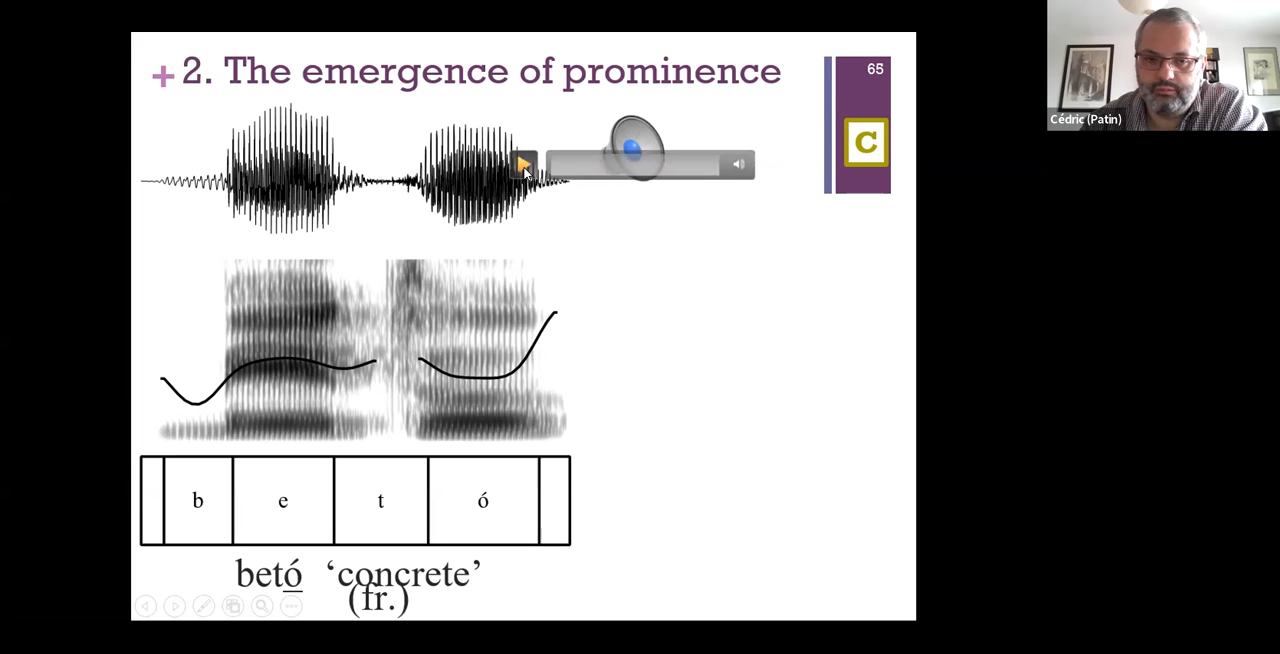 + 2. The emergence of prominence
65
C
Cédric (Patin)
b e t ó
betó ‘concrete’
(fr.)